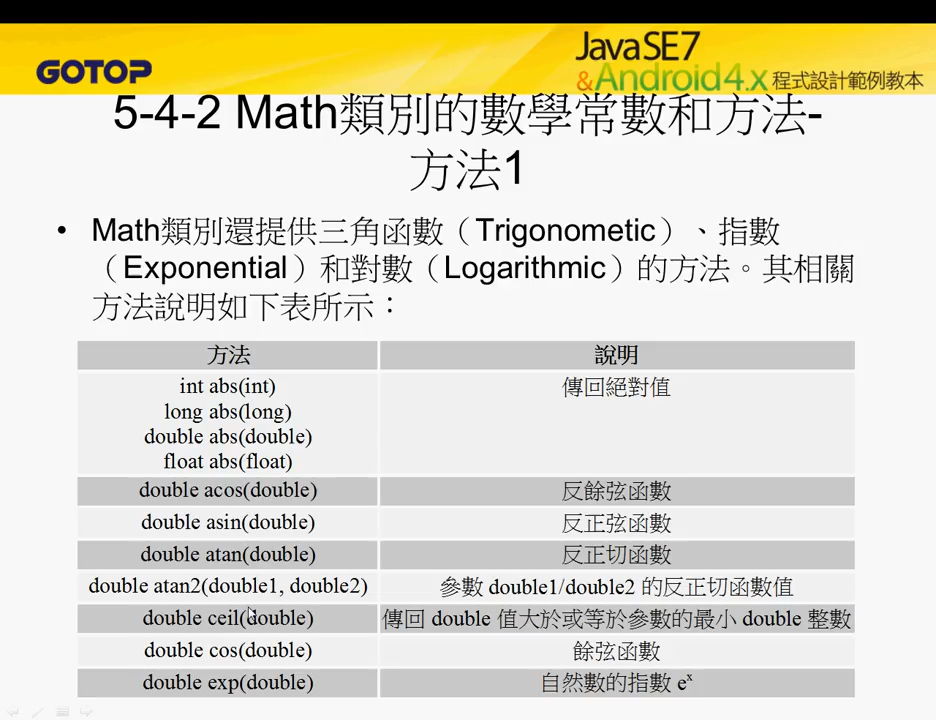 GOTOP
JavaSE7
&Android4.x 程式設計範例教本
5-4-2 Math類別的數學常數和方法-
方法1
• Math類別還提供三角函數（Trigonometic）、指數
（Exponential）和對數（Logarithmic）的方法。其相關
方法說明如下表所示：
方法 說明
int abs(int) 傳回絕對值
long abs(long)
double abs(double)
float abs(float)
double acos(double) 反餘弦函數
double asin(double) 反正弦函數
double atan(double) 反正切函數
double atan2(double1, double2) 參數 double1/double2 的反正切函數值
double ceil(double) 傳回 double 值大於或等於參數的最小 double 整數
double cos(double) 餘弦函數
double exp(double) 自然數的指數 eˣ